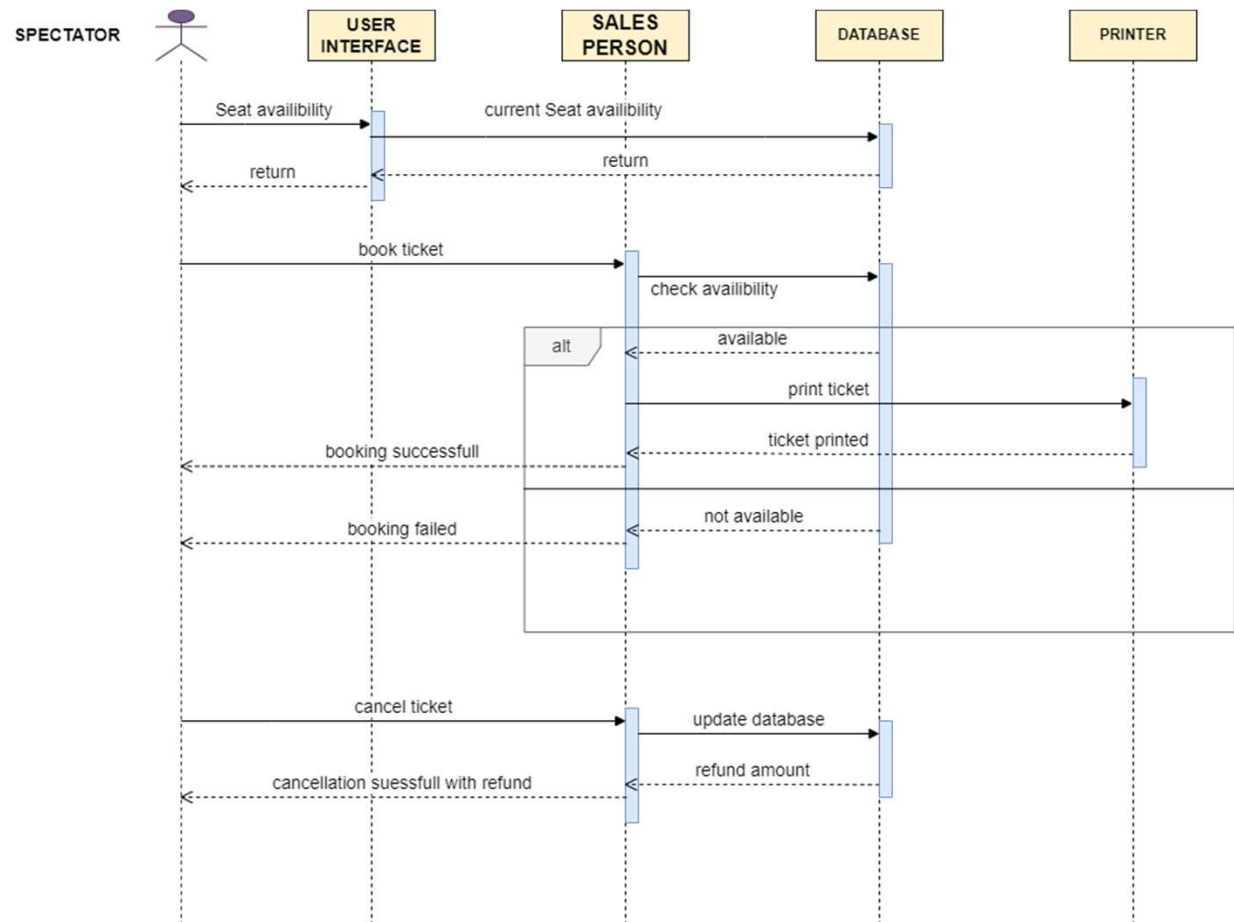 SPECTATOR
USER
INTERFACE
SALES
PERSON
DATABASE
PRINTER
Seat availibility
current Seat availibility
return
return
book ticket
check availibility
alt
available
print ticket
ticket printed
booking successfull
not available
booking failed
cancel ticket
update database
refund amount
cancellation suessfull with refund